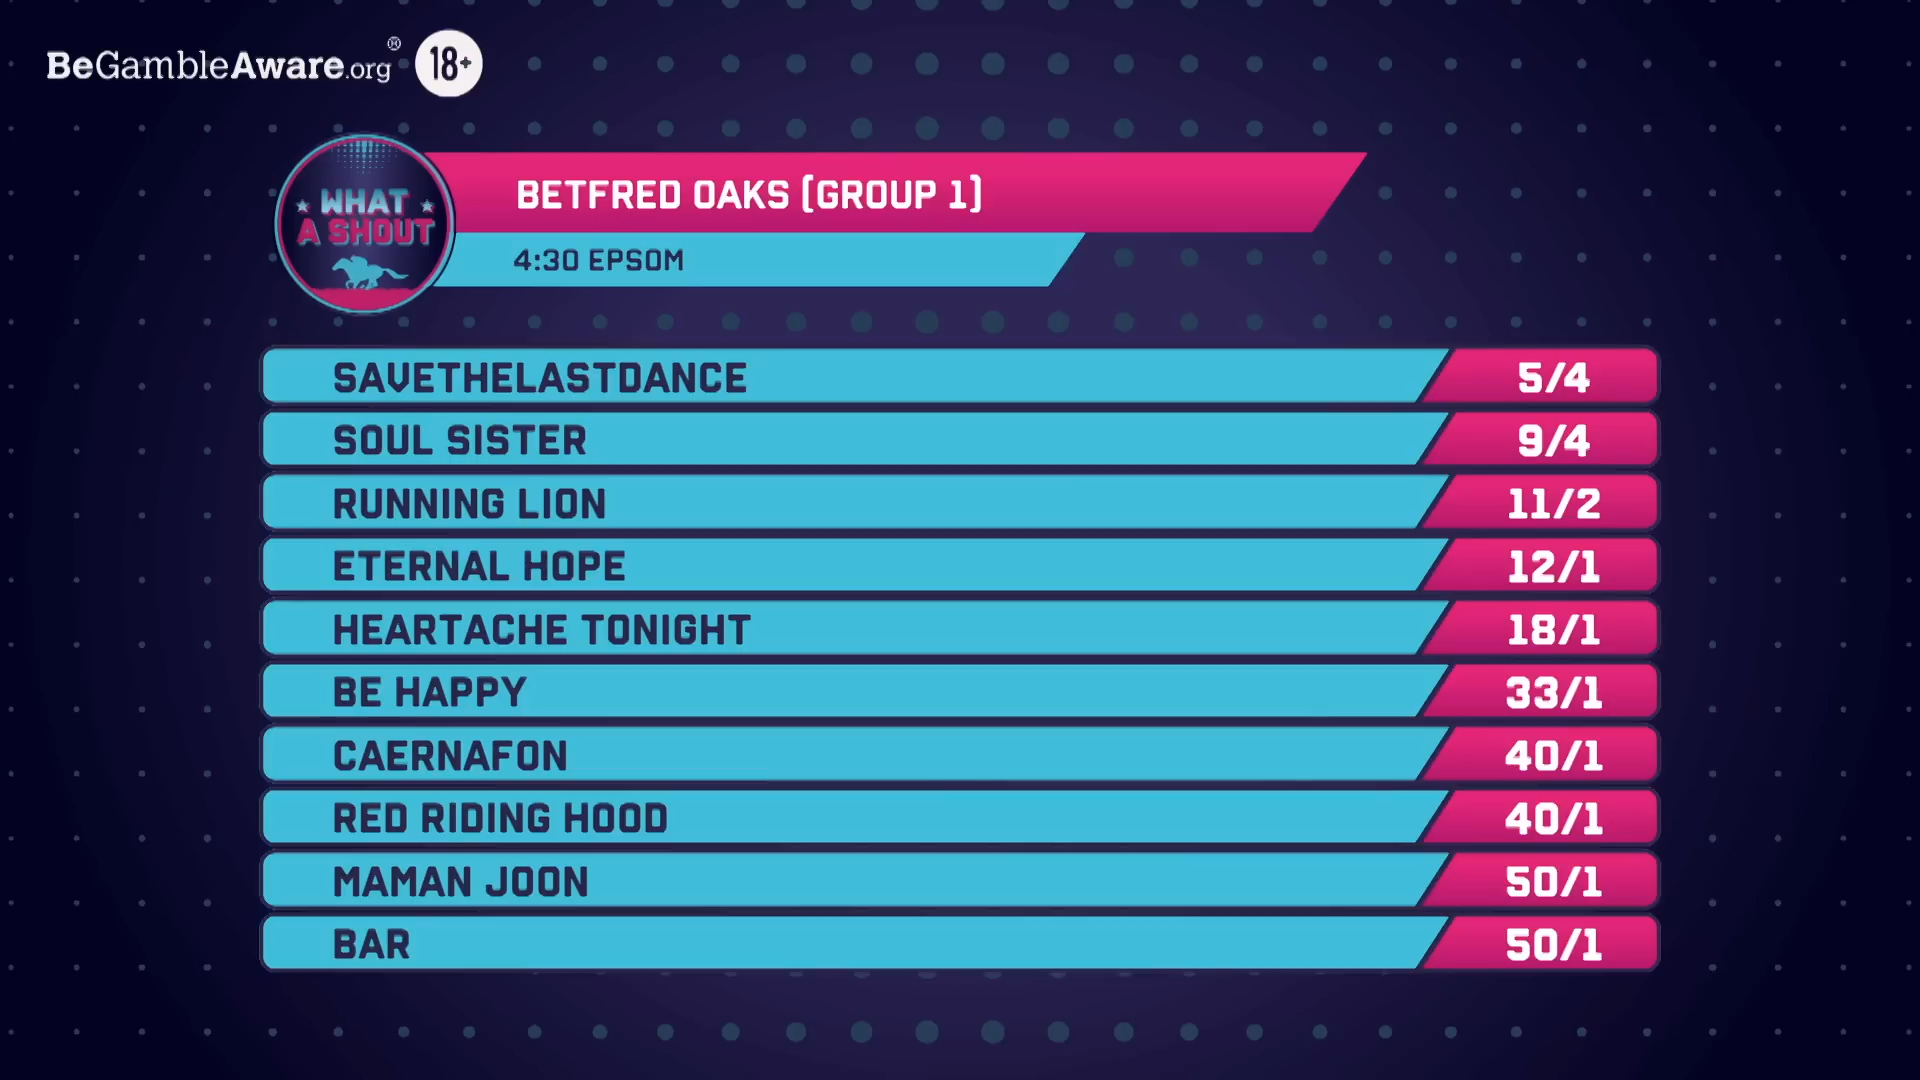 BeGambleAware.org® 18+
WHAT
A SHOUT
BETFRED OAKS (GROUP 1)
4:30 EPSOM
SAVETHELASTDANCE 5/4
SOUL SISTER 9/4
RUNNING LION 11/2
ETERNAL HOPE 12/1
HEARTACHE TONIGHT 18/1
BE HAPPY 33/1
CAERNAFON 40/1
RED RIDING HOOD 40/1
MAMAN JOON 50/1
BAR 50/1